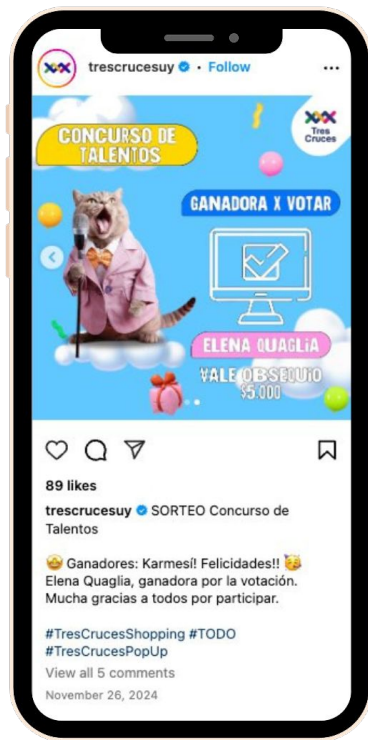 trescrucesuy • Follow
CONCURSO DE
TALENTOS
Tres
Cruces
GANADORA X VOTAR
ELENA QUAGLIA
VALE OBSEQUIO
$5.000
89 likes
trescrucesuy SORTEO Concurso de
Talentos
🤩 Ganadores: Karmesí! Felicidades!! 🥳
Elena Quaglia, ganadora por la votación.
Mucha gracias a todos por participar.
#TresCrucesShopping #TODO
#TresCrucesPopUp
View all 5 comments
November 26, 2024